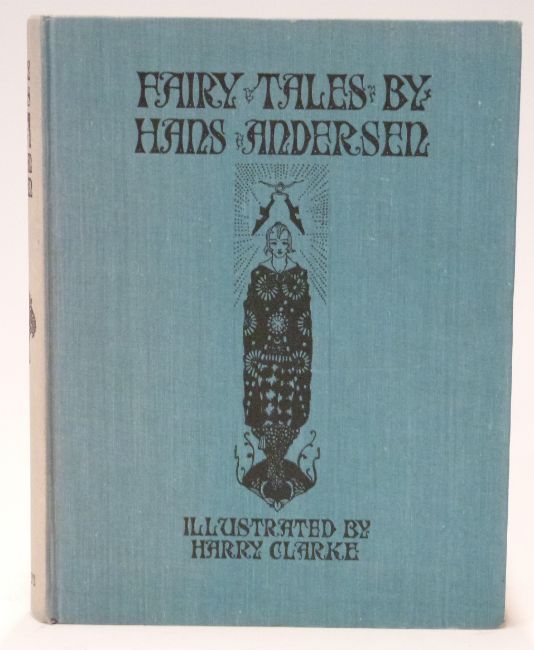 FAIRY TALES BY
HANS ANDERSEN
ILLUSTRATED BY
HARRY CLARKE